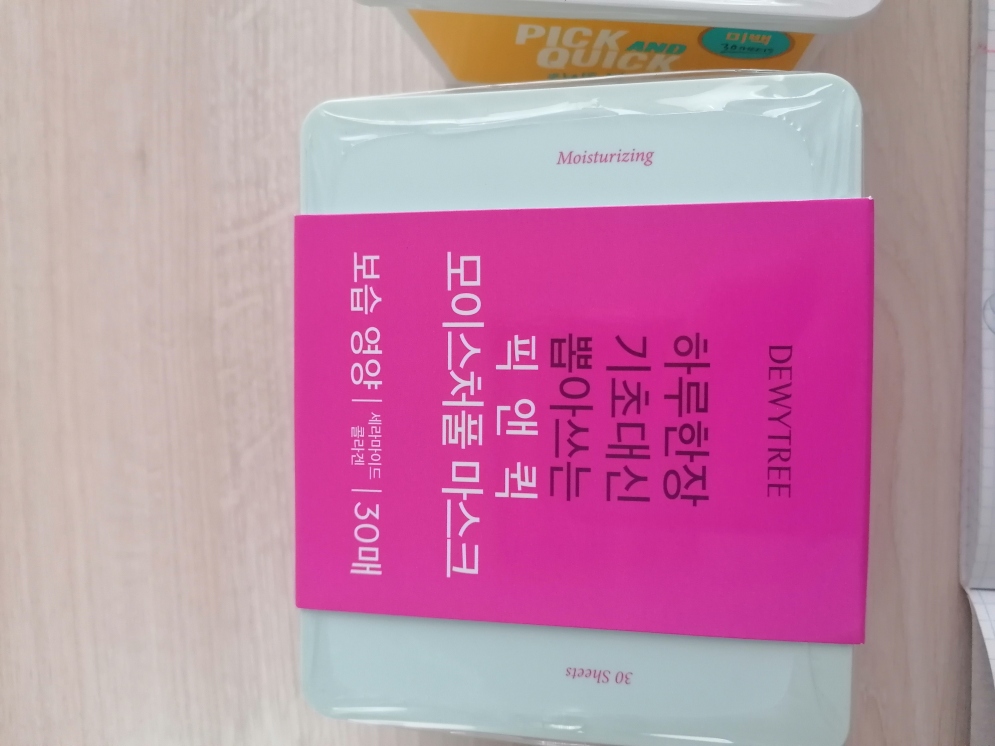 PICK AND
QUICK
미백
Moisturizing
DEWYTREE
하루한장
기초대신
뽑아쓰는
픽 앤 퀵
모이스처풀 마스크
보습 영양 | 세라마이드 콜라겐 | 30매
30 Sheets